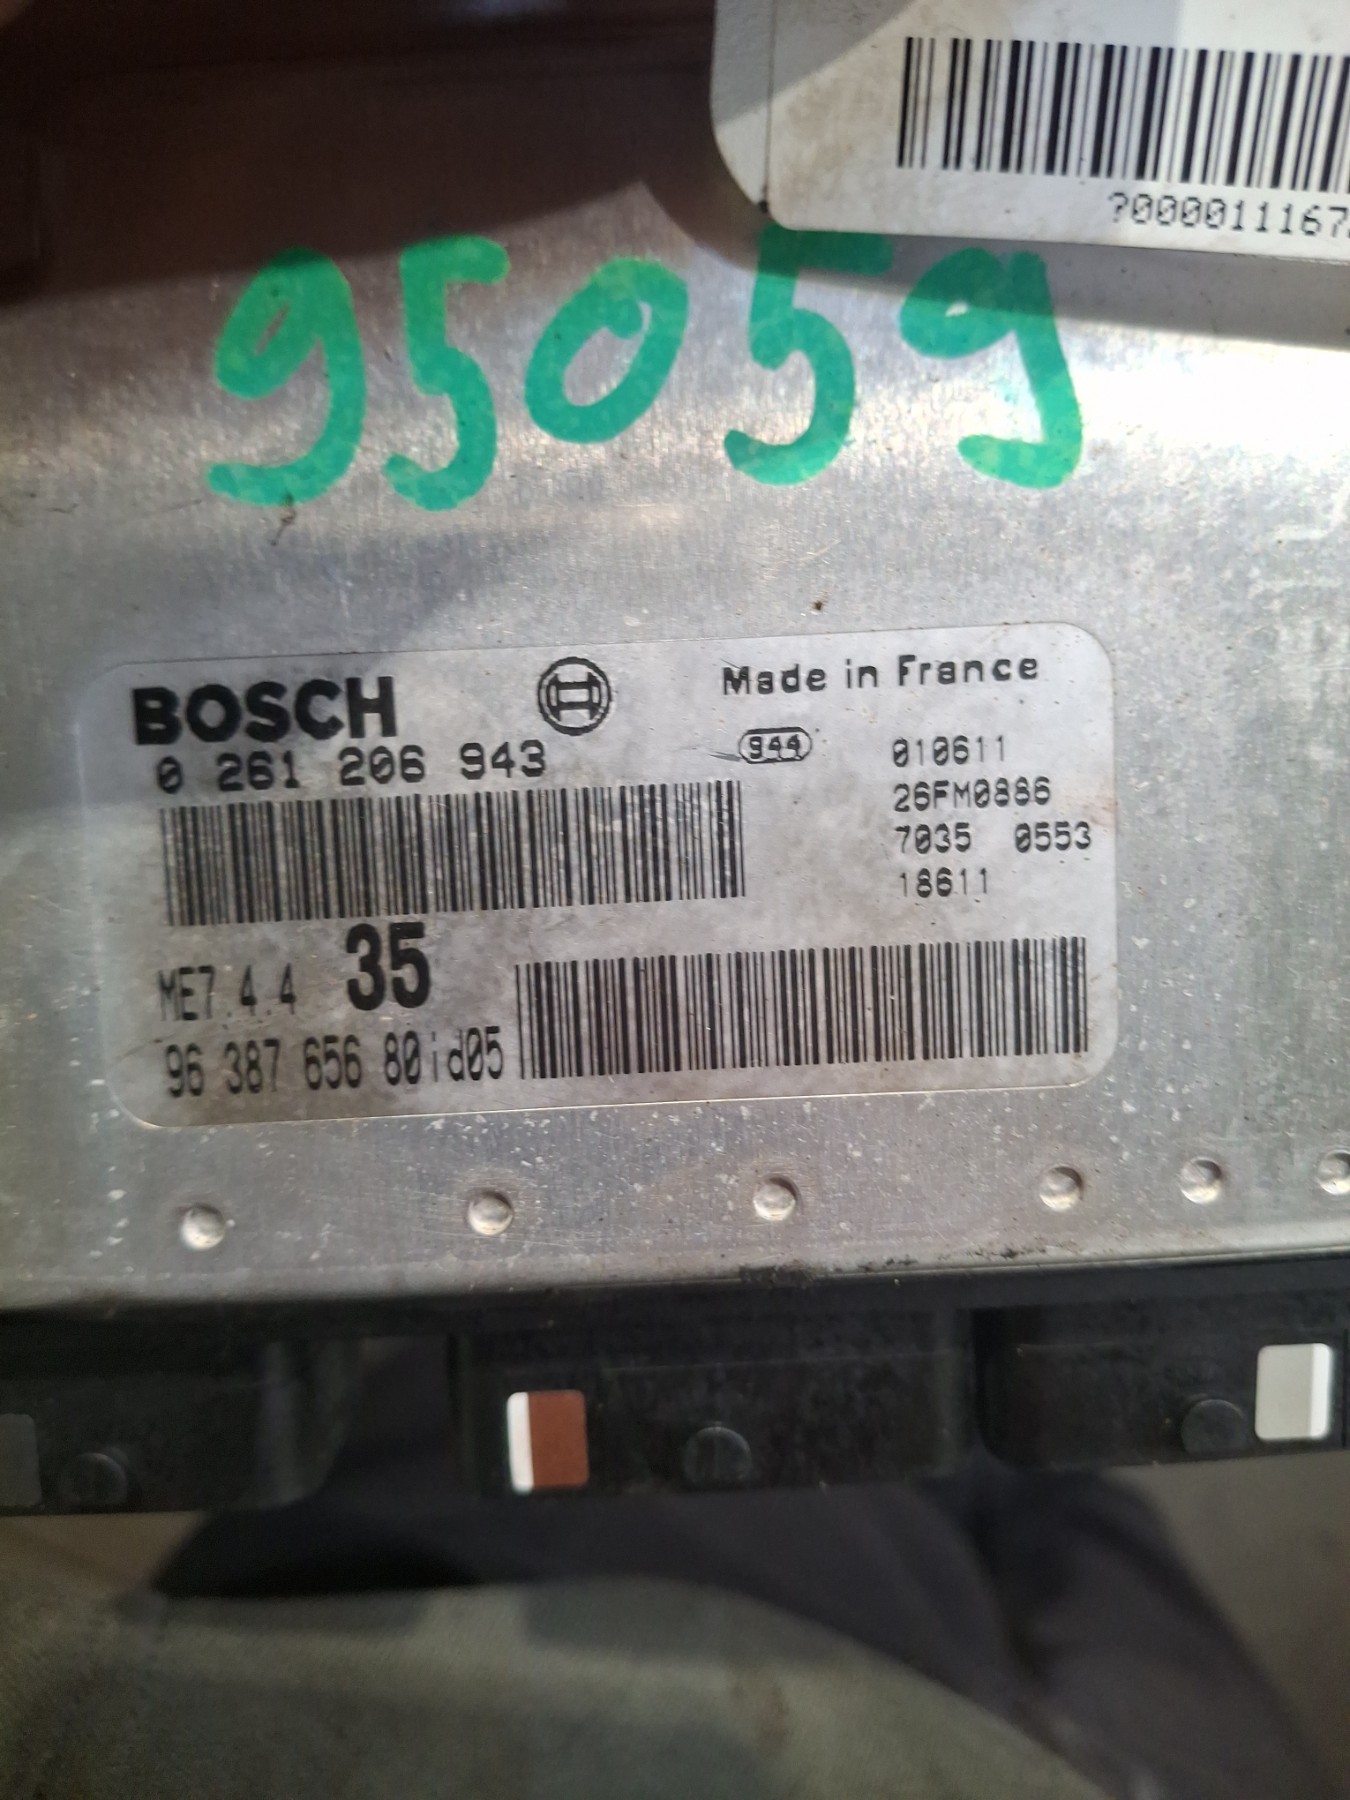 ?000011167
95059
BOSCH
Made in France
0 261 206 943
944
010611
26FM0886
7035 0553
18611
ME7.4.4 35
96 387 656 80id05